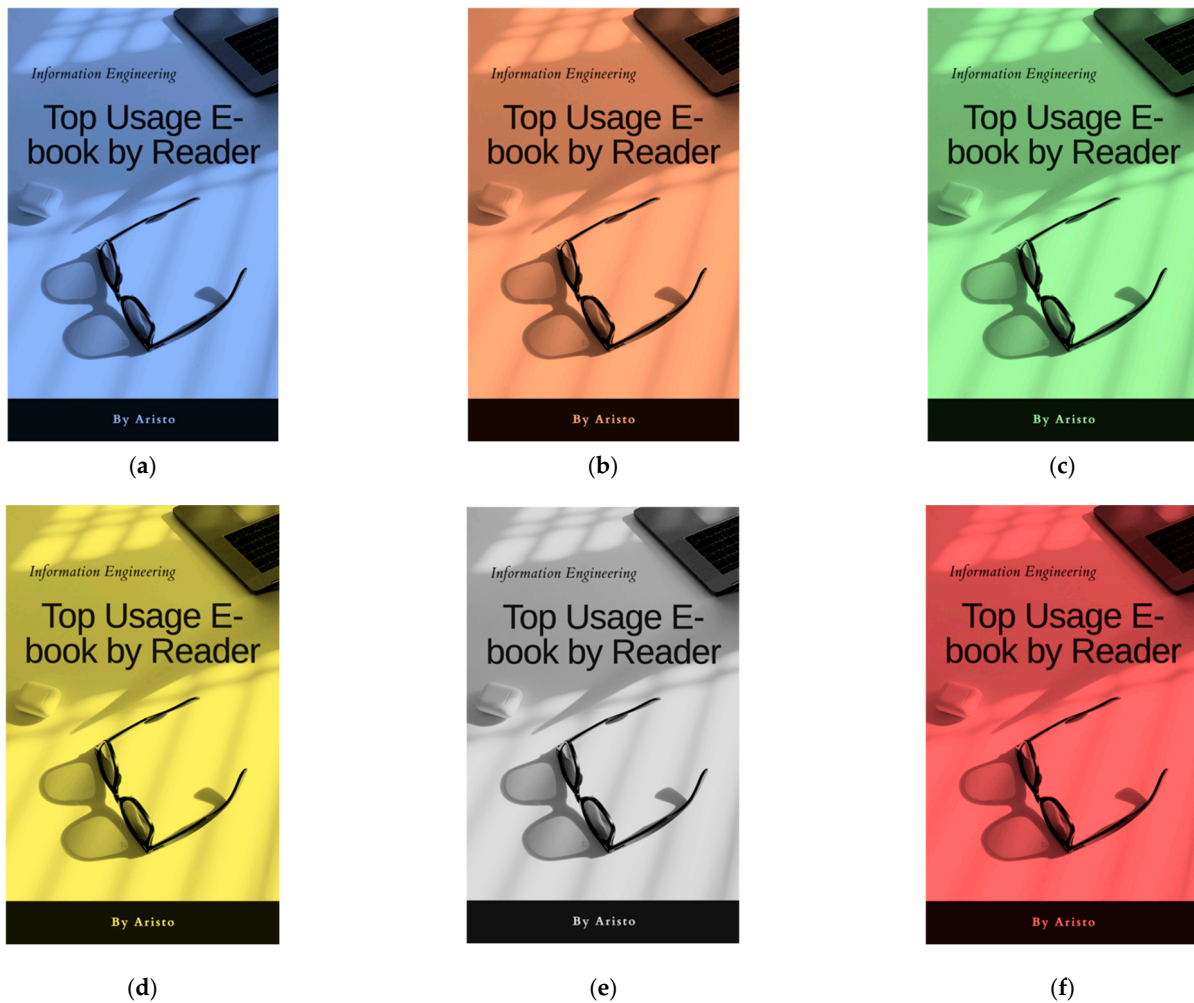 Information Engineering
Top Usage E-
book by Reader
By Aristo
(a)
Information Engineering
Top Usage E-
book by Reader
By Aristo
(b)
Information Engineering
Top Usage E-
book by Reader
By Aristo
(c)
Information Engineering
Top Usage E-
book by Reader
By Aristo
(d)
Information Engineering
Top Usage E-
book by Reader
By Aristo
(e)
Information Engineering
Top Usage E-
book by Reader
By Aristo
(f)